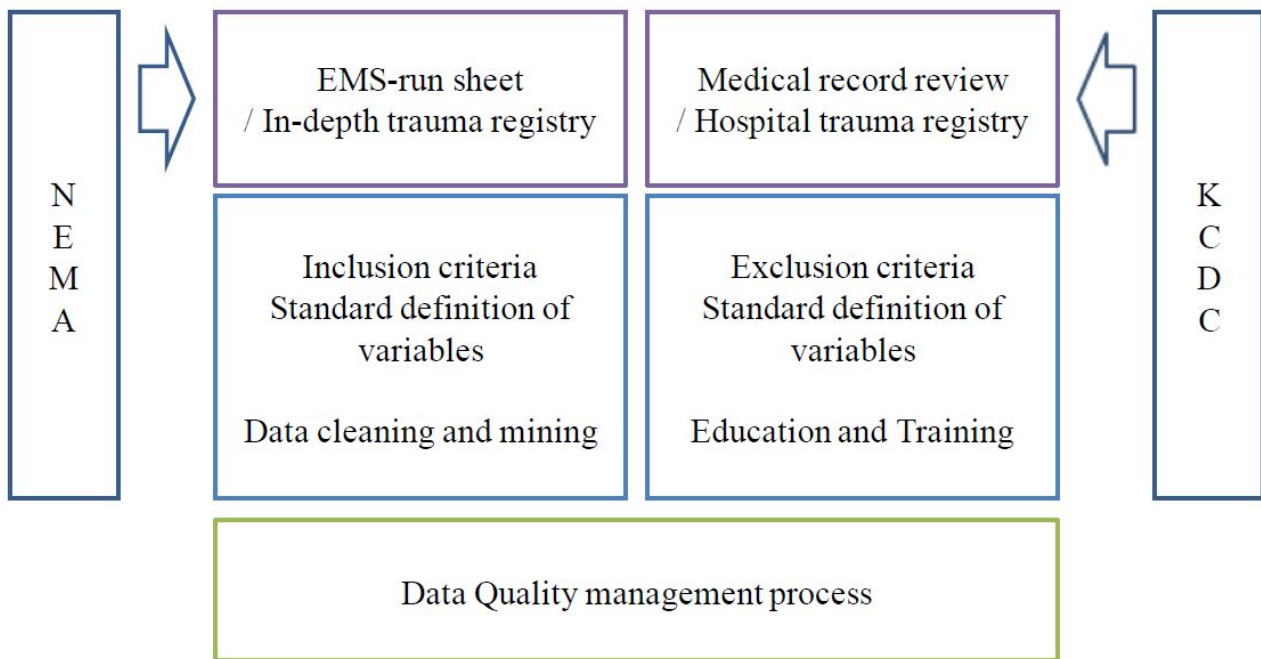 N
E
M
A
EMS-run sheet
/ In-depth trauma registry
Medical record review
/ Hospital trauma registry
Inclusion criteria
Standard definition of
variables
Data cleaning and mining
Exclusion criteria
Standard definition of
variables
Education and Training
K
C
D
C
Data Quality management process